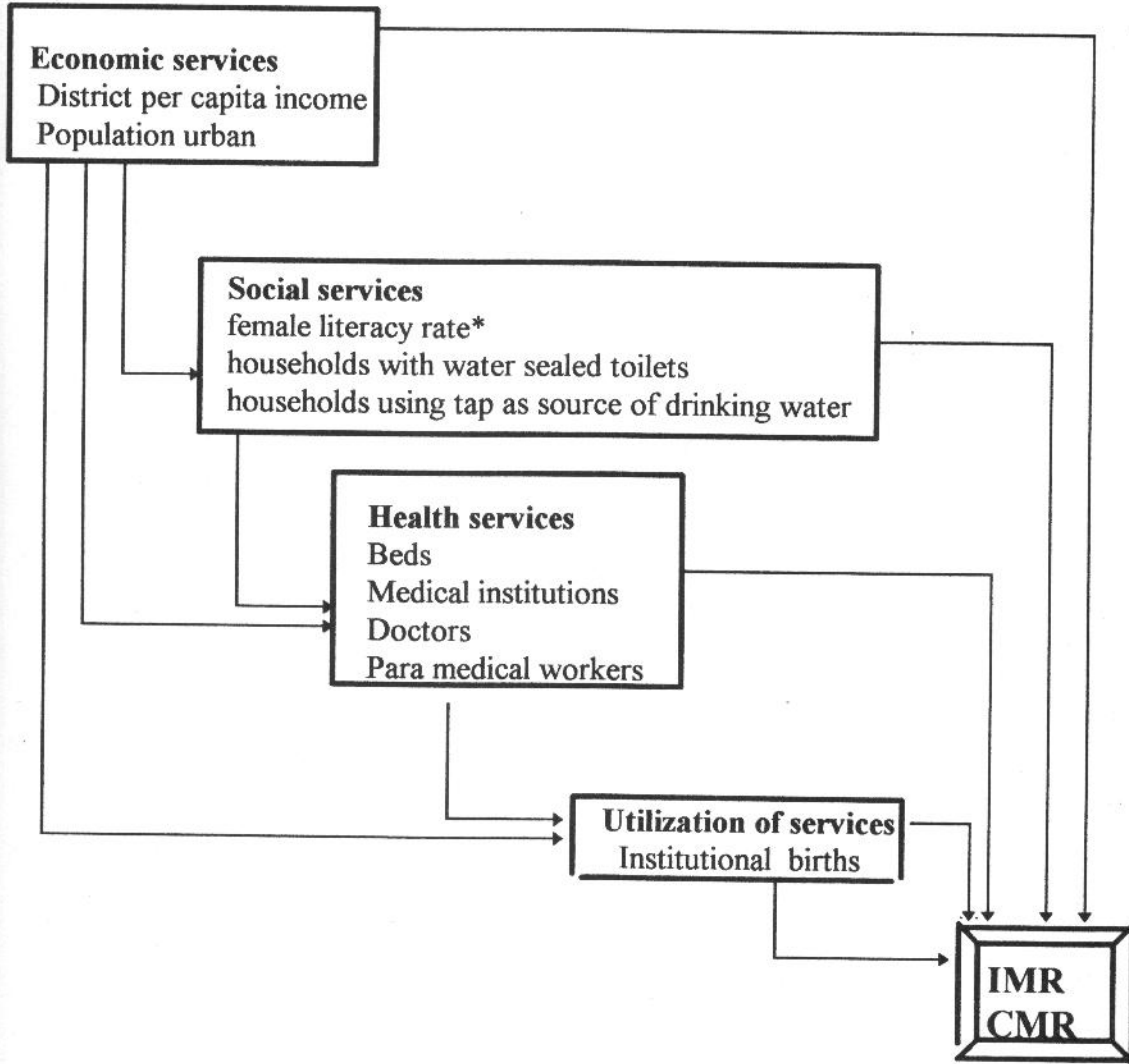 Economic services
District per capita income
Population urban
Social services
female literacy rate*
households with water sealed toilets
households using tap as source of drinking water
Health services
Beds
Medical institutions
Doctors
Para medical workers
Utilization of services
Institutional births
IMR
CMR